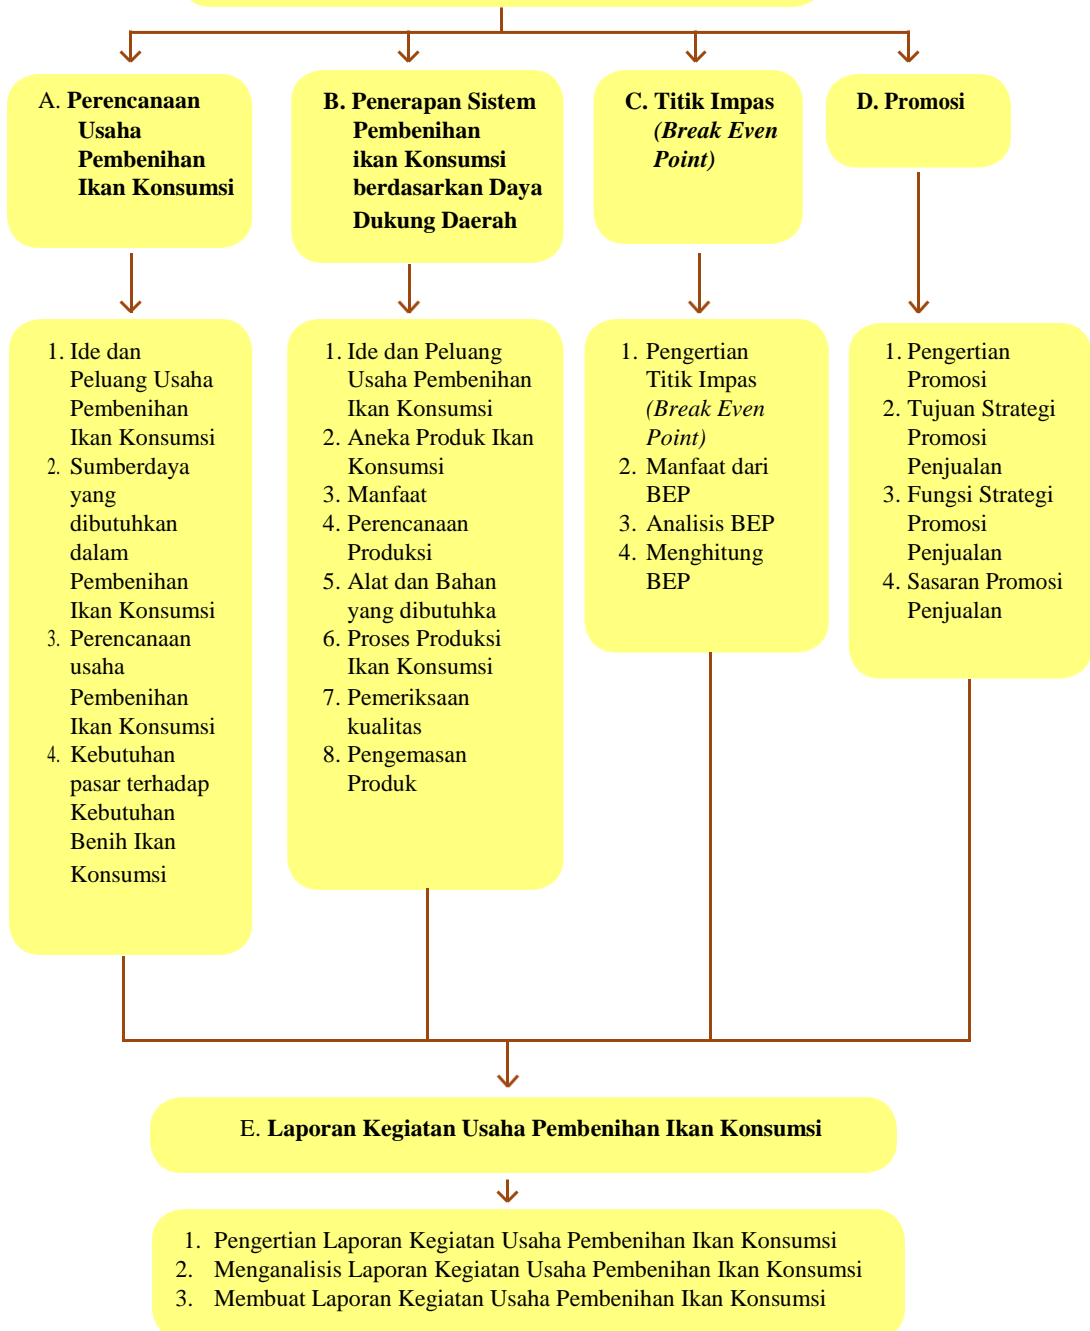 A. Perencanaan
Usaha
Pembenihan
Ikan Konsumsi
B. Penerapan Sistem
Pembenihan
ikan Konsumsi
berdasarkan Daya
Dukung Daerah
C. Titik Impas
(Break Even
Point)
D. Promosi
1. Ide dan
Peluang Usaha
Pembenihan
Ikan Konsumsi
2. Sumberdaya
yang
dibutuhkan
dalam
Pembenihan
Ikan Konsumsi
3. Perencanaan
usaha
Pembenihan
Ikan Konsumsi
4. Kebutuhan
pasar terhadap
Kebutuhan
Benih Ikan
Konsumsi
1. Ide dan Peluang
Usaha Pembenihan
Ikan Konsumsi
2. Aneka Produk Ikan
Konsumsi
3. Manfaat
4. Perencanaan
Produksi
5. Alat dan Bahan
yang dibutuhka
6. Proses Produksi
Ikan Konsumsi
7. Pemeriksaan
kualitas
8. Pengemasan
Produk
1. Pengertian
Titik Impas
(Break Even
Point)
2. Manfaat dari
BEP
3. Analisis BEP
4. Menghitung
BEP
1. Pengertian
Promosi
2. Tujuan Strategi
Promosi
Penjualan
3. Fungsi Strategi
Promosi
Penjualan
4. Sasaran Promosi
Penjualan
E. Laporan Kegiatan Usaha Pembenihan Ikan Konsumsi
1. Pengertian Laporan Kegiatan Usaha Pembenihan Ikan Konsumsi
2. Menganalisis Laporan Kegiatan Usaha Pembenihan Ikan Konsumsi
3. Membuat Laporan Kegiatan Usaha Pembenihan Ikan Konsumsi